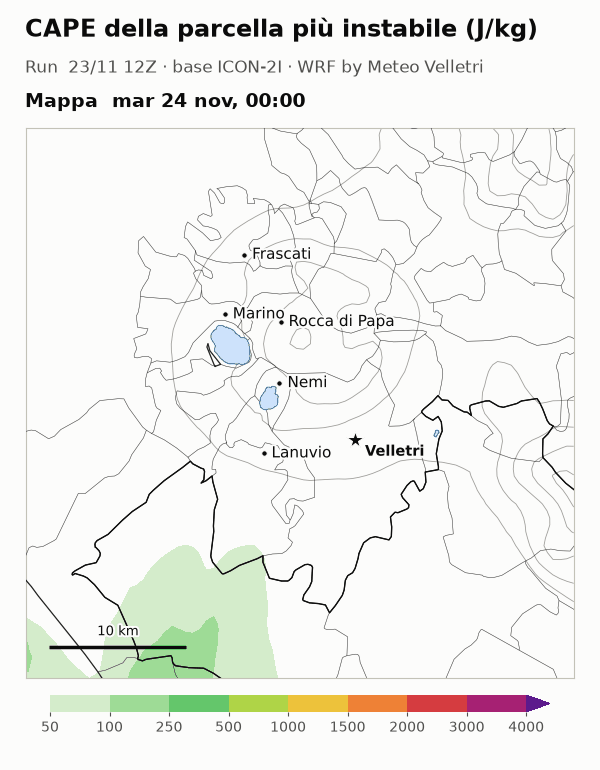 CAPE della parcella più instabile (J/kg)
Run  23/11 12Z · base ICON-2I · WRF by Meteo Velletri
Mappa  mar 24 nov, 00:00
Frascati
Marino
Rocca di Papa
Nemi
Velletri
Lanuvio
10 km
50 100 250 500 1000 1500 2000 3000 4000